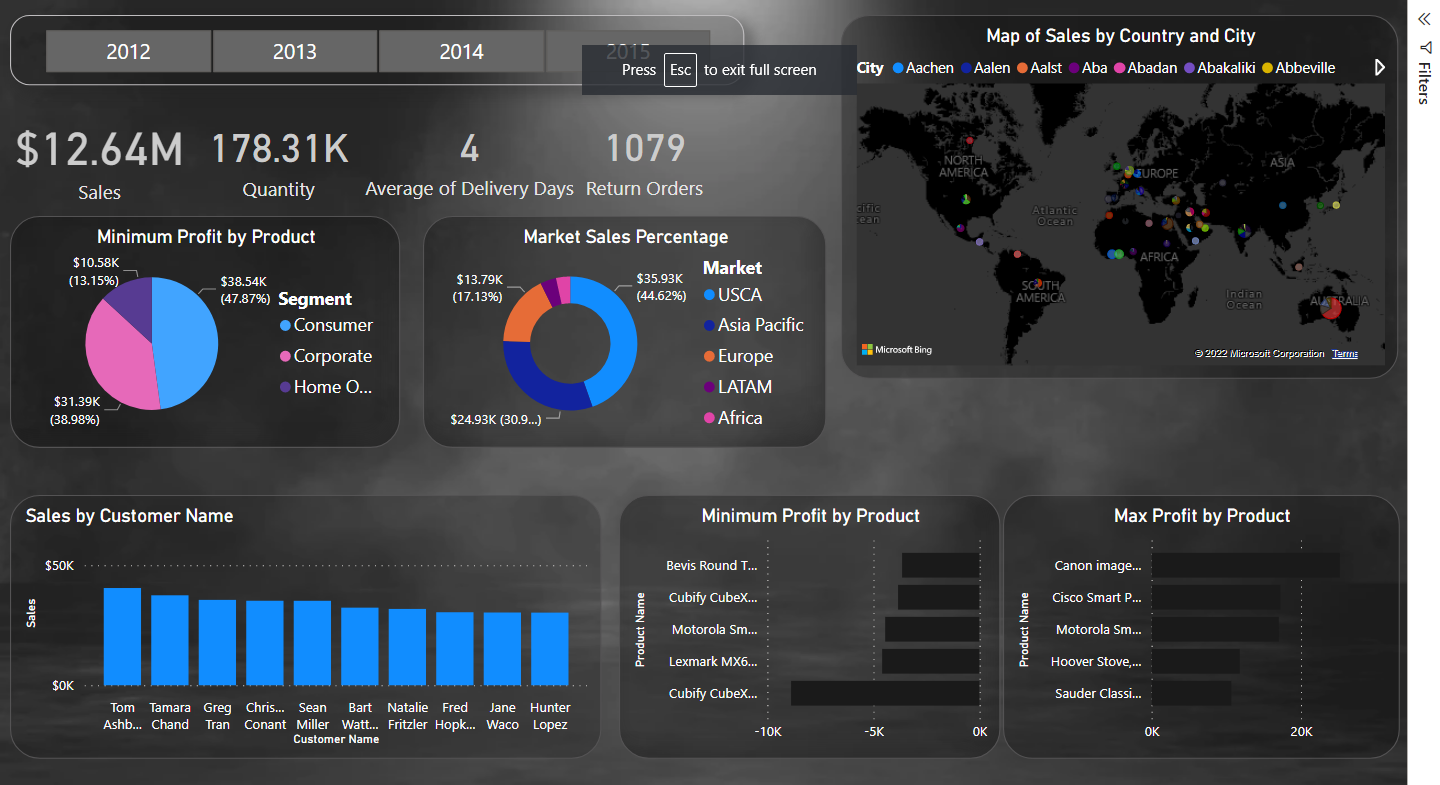 2012 2013 2014 2015
Press Esc to exit full screen
$12.64M
Sales
178.31K
Quantity
4
Average of Delivery Days
1079
Return Orders
Map of Sales by Country and City
City Aachen Aalen Aalst Aba Abadan Abakaliki Abbeville
NORTH
AMERICA
EUROPE
ASIA
Atlantic
Ocean
AFRICA
SOUTH
AMERICA
Indian
Ocean
AUSTRALIA
Microsoft Bing
© 2022 Microsoft Corporation Terms
Filters
Minimum Profit by Product
$10.58K
(13.15%)
$38.54K
(47.87%)
$31.39K
(38.98%)
Segment
Consumer
Corporate
Home O...
Market Sales Percentage
$13.79K
(17.13%)
$35.93K
(44.62%)
$24.93K (30.9...)
Market
USCA
Asia Pacific
Europe
LATAM
Africa
Sales by Customer Name
Sales
$50K
$0K
Tom
Ashb...
Tamara
Chand
Greg
Tran
Chris...
Conant
Sean
Miller
Bart
Watt...
Natalie
Fritzler
Fred
Hopk...
Jane
Waco
Hunter
Lopez
Customer Name
Minimum Profit by Product
Product Name
Bevis Round T...
Cubify CubeX...
Motorola Sm...
Lexmark MX6...
Cubify CubeX...
-10K -5K 0K
Max Profit by Product
Product Name
Canon image...
Cisco Smart P...
Motorola Sm...
Hoover Stove,...
Sauder Classi...
0K 20K